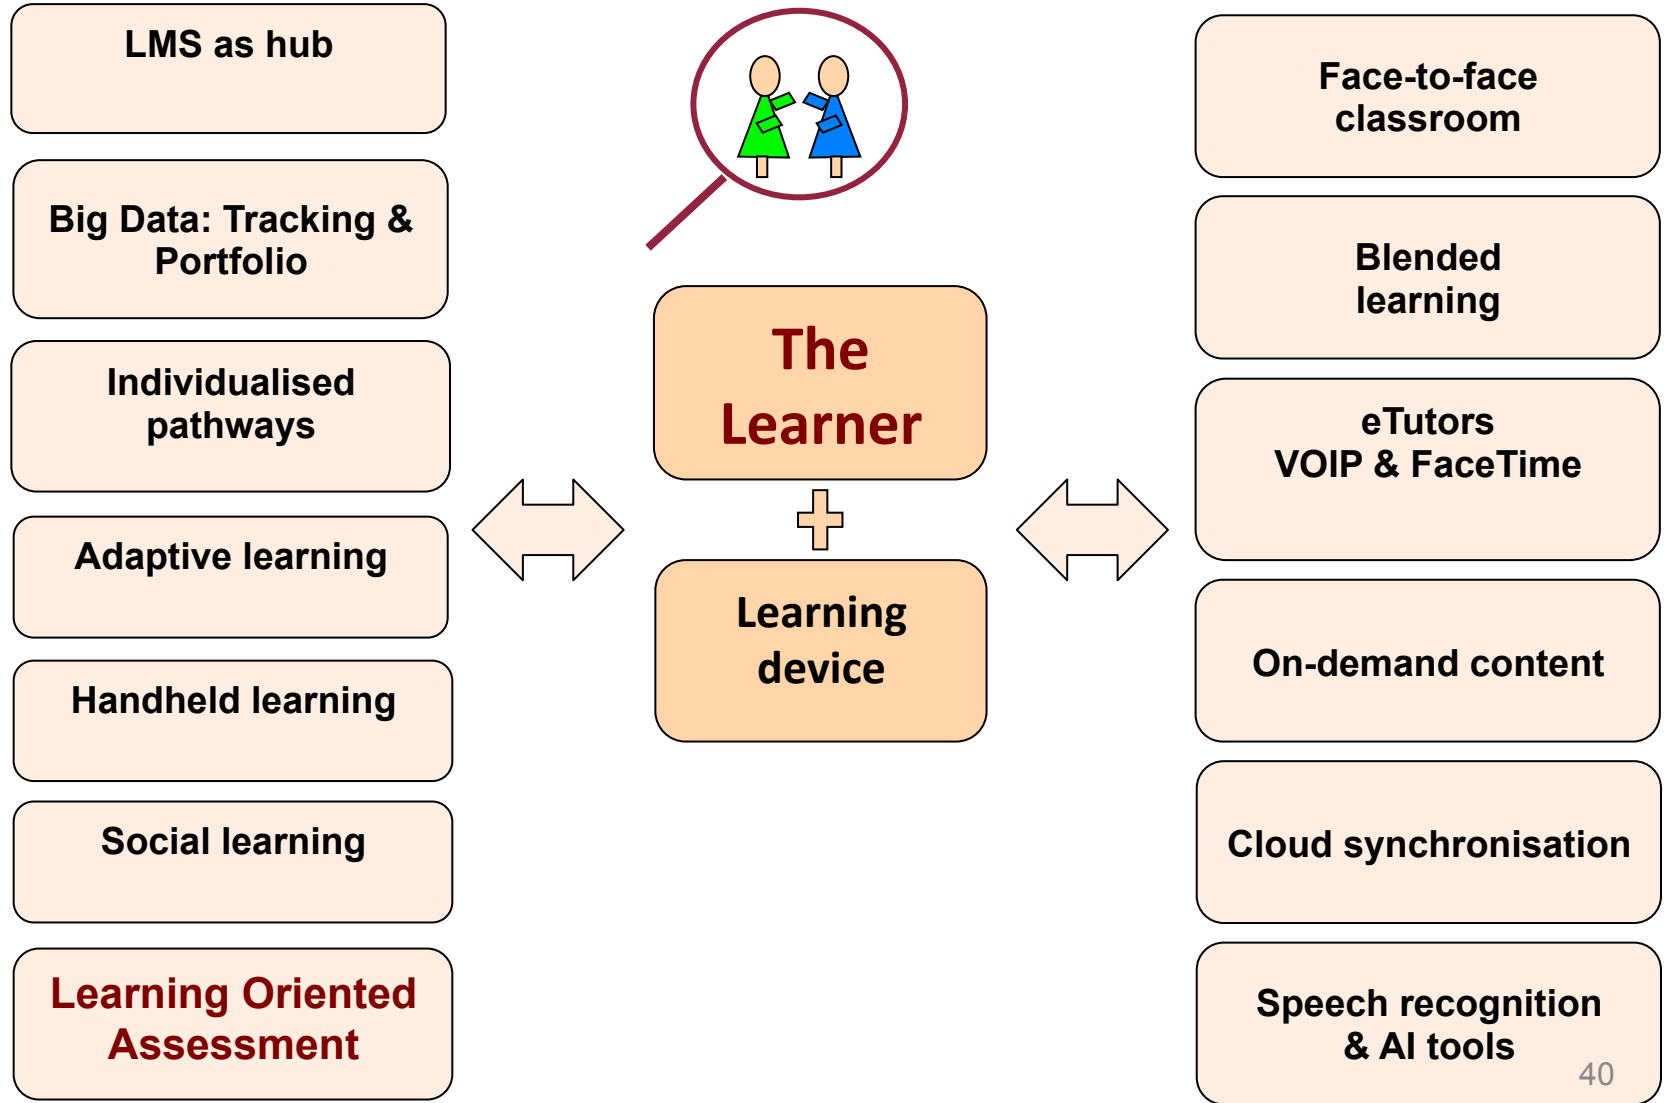 LMS as hub
Big Data: Tracking &
Portfolio
Individualised
pathways
Adaptive learning
Handheld learning
Social learning
Learning Oriented
Assessment
The
Learner
Learning
device
Face-to-face
classroom
Blended
learning
eTutors
VOIP & FaceTime
On-demand content
Cloud synchronisation
Speech recognition
& AI tools
40